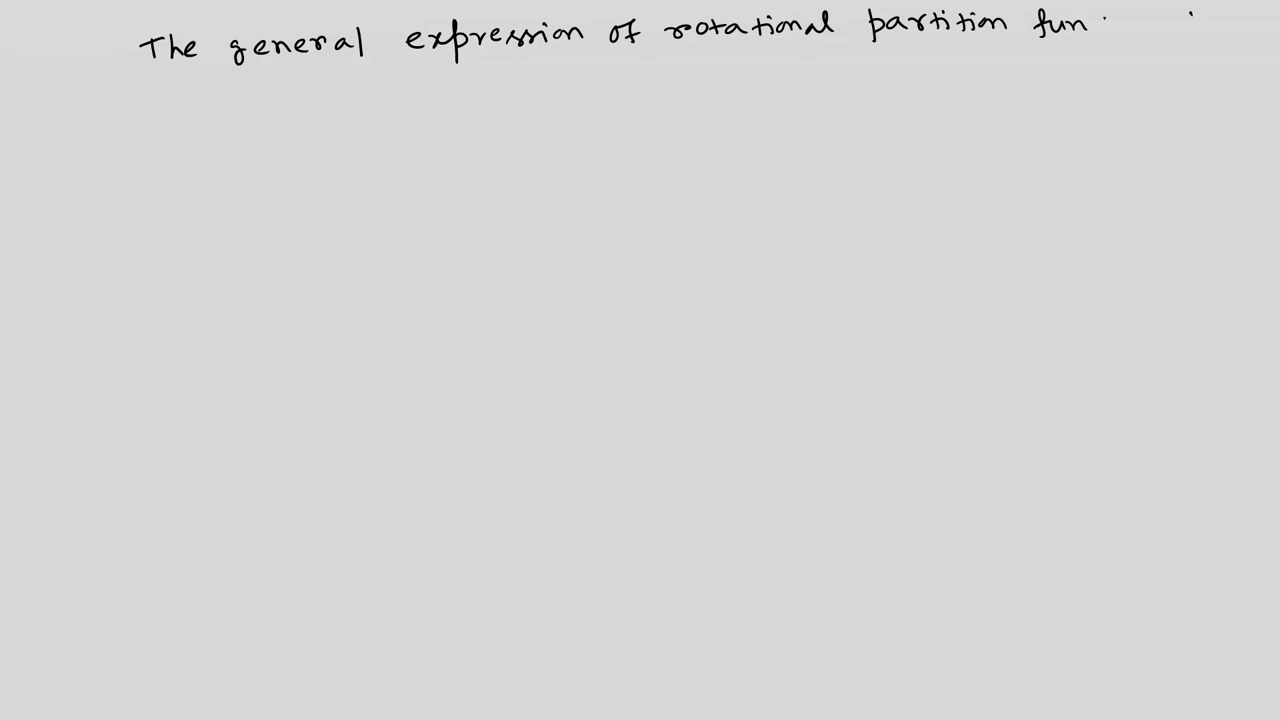 The general expression of rotational partition fun